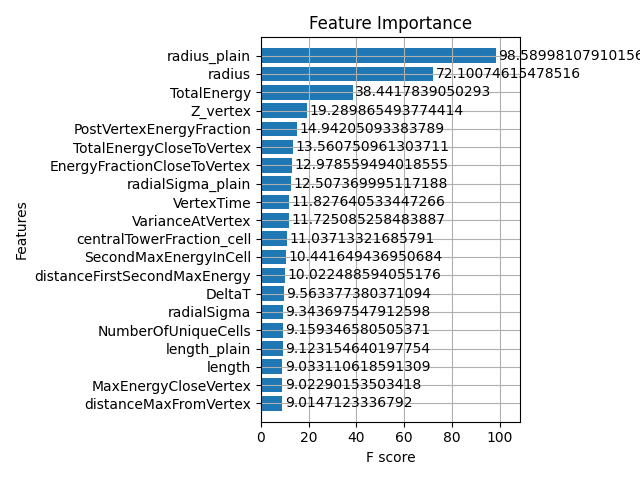 Feature Importance
radius_plain 98.58998107910156
radius 72.10074615478516
TotalEnergy 38.4417839050293
Z_vertex 19.289865493774414
PostVertexEnergyFraction 14.94205093383789
TotalEnergyCloseToVertex 13.560750961303711
EnergyFractionCloseToVertex 12.978559494018555
radialSigma_plain 12.507369995117188
VertexTime 11.827640533447266
VarianceAtVertex 11.725085258483887
centralTowerFraction_cell 11.03713321685791
SecondMaxEnergyInCell 10.441649436950684
distanceFirstSecondMaxEnergy 10.022488594055176
DeltaT 9.563377380371094
radialSigma 9.343697547912598
NumberOfUniqueCells 9.159346580505371
length_plain 9.123154640197754
length 9.033110618591309
MaxEnergyCloseVertex 9.02290153503418
distanceMaxFromVertex 9.0147123336792
0 20 40 60 80 100
F score
Features